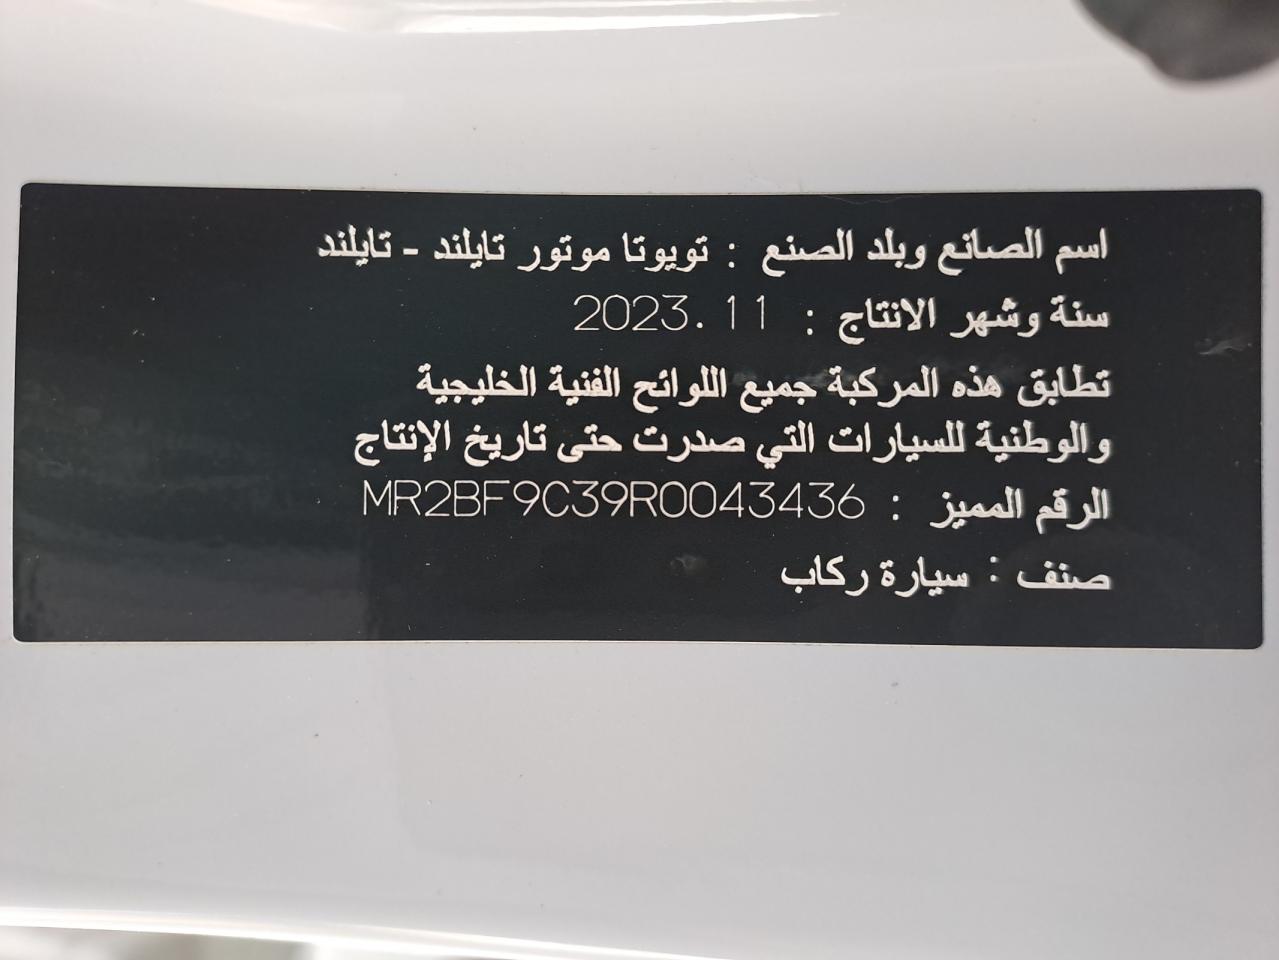 اسم الصانع وبلد الصنع : تويوتا موتور تايلند - تايلند
سنة وشهر الانتاج : 2023.11
تطابق هذه المركبة جميع اللوائح الفنية الخليجية
والوطنية للسيارات التي صدرت حتى تاريخ الإنتاج
الرقم المميز : MR2BF9C39R0043436
صنف : سيارة ركاب